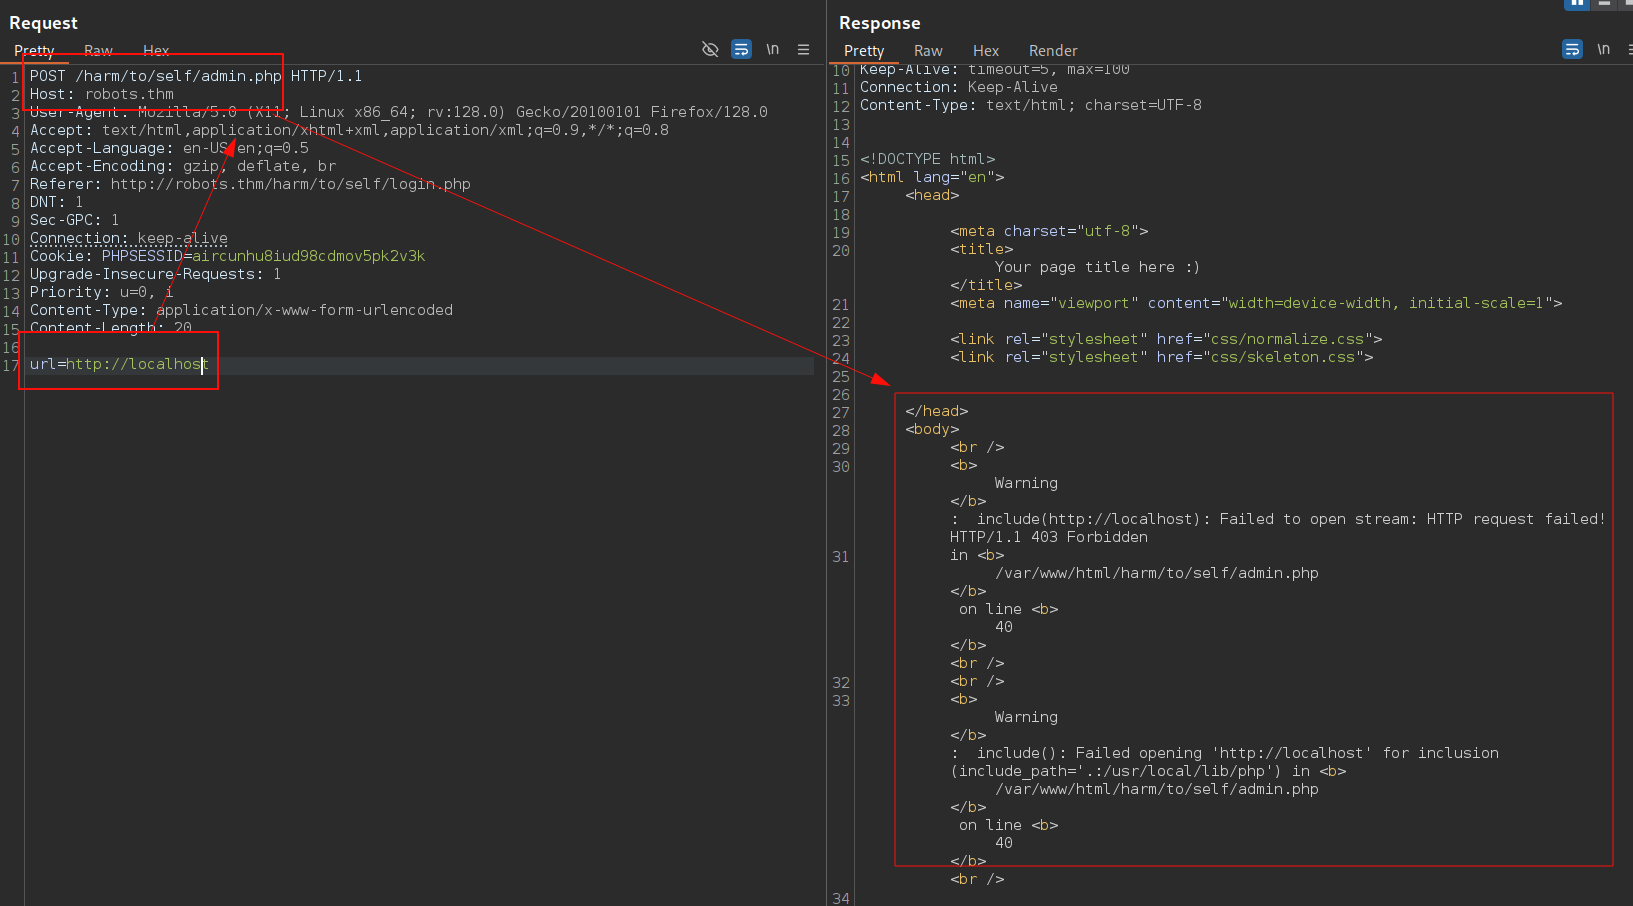 Request
Pretty Raw Hex
\n
1 POST /harm/to/self/admin.php HTTP/1.1
2 Host: robots.thm
3 User-Agent: Mozilla/5.0 (X11; Linux x86_64; rv:128.0) Gecko/20100101 Firefox/128.0
4 Accept: text/html,application/xhtml+xml,application/xml;q=0.9,*/*;q=0.8
5 Accept-Language: en-US,en;q=0.5
6 Accept-Encoding: gzip, deflate, br
7 Referer: http://robots.thm/harm/to/self/login.php
8 DNT: 1
9 Sec-GPC: 1
10 Connection: keep-alive
11 Cookie: PHPSESSID=aircunhu8iud98cdmov5pk2v3k
12 Upgrade-Insecure-Requests: 1
13 Priority: u=0, i
14 Content-Type: application/x-www-form-urlencoded
15 Content-Length: 20
16
17 url=http://localhost
Response
Pretty Raw Hex Render
\n
10 Keep-Alive: timeout=5, max=100
11 Connection: Keep-Alive
12 Content-Type: text/html; charset=UTF-8
13
14
15 <!DOCTYPE html>
16 <html lang="en">
17 <head>
18
19 <meta charset="utf-8">
20 <title>
Your page title here :)
</title>
21 <meta name="viewport" content="width=device-width, initial-scale=1">
22
23 <link rel="stylesheet" href="css/normalize.css">
24 <link rel="stylesheet" href="css/skeleton.css">
25
26
27 </head>
28 <body>
29 <br />
30 <b>
Warning
</b>
: include(http://localhost): Failed to open stream: HTTP request failed!
HTTP/1.1 403 Forbidden
31 in <b>
/var/www/html/harm/to/self/admin.php
</b>
on line <b>
40
</b>
<br />
32 <br />
33 <b>
Warning
</b>
: include(): Failed opening 'http://localhost' for inclusion
(include_path='.:/usr/local/lib/php') in <b>
/var/www/html/harm/to/self/admin.php
</b>
on line <b>
40
</b>
<br />
34